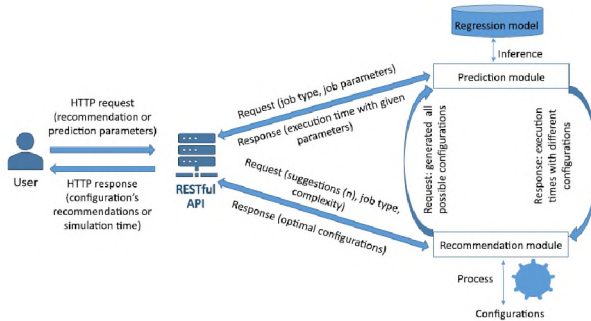 Regression model
Inference
Prediction module
HTTP request
(recommendation or
prediction parameters)
User
HTTP response
(configuration's
recommendations or
simulation time)
RESTful
API
Request (job type, job parameters)
Response (execution time with given
parameters)
Request (suggestions (n), job type,
complexity)
Response (optimal configurations)
Request: generated all
possible configurations
Response: execution
times with different
configurations
Recommendation module
Process
Configurations